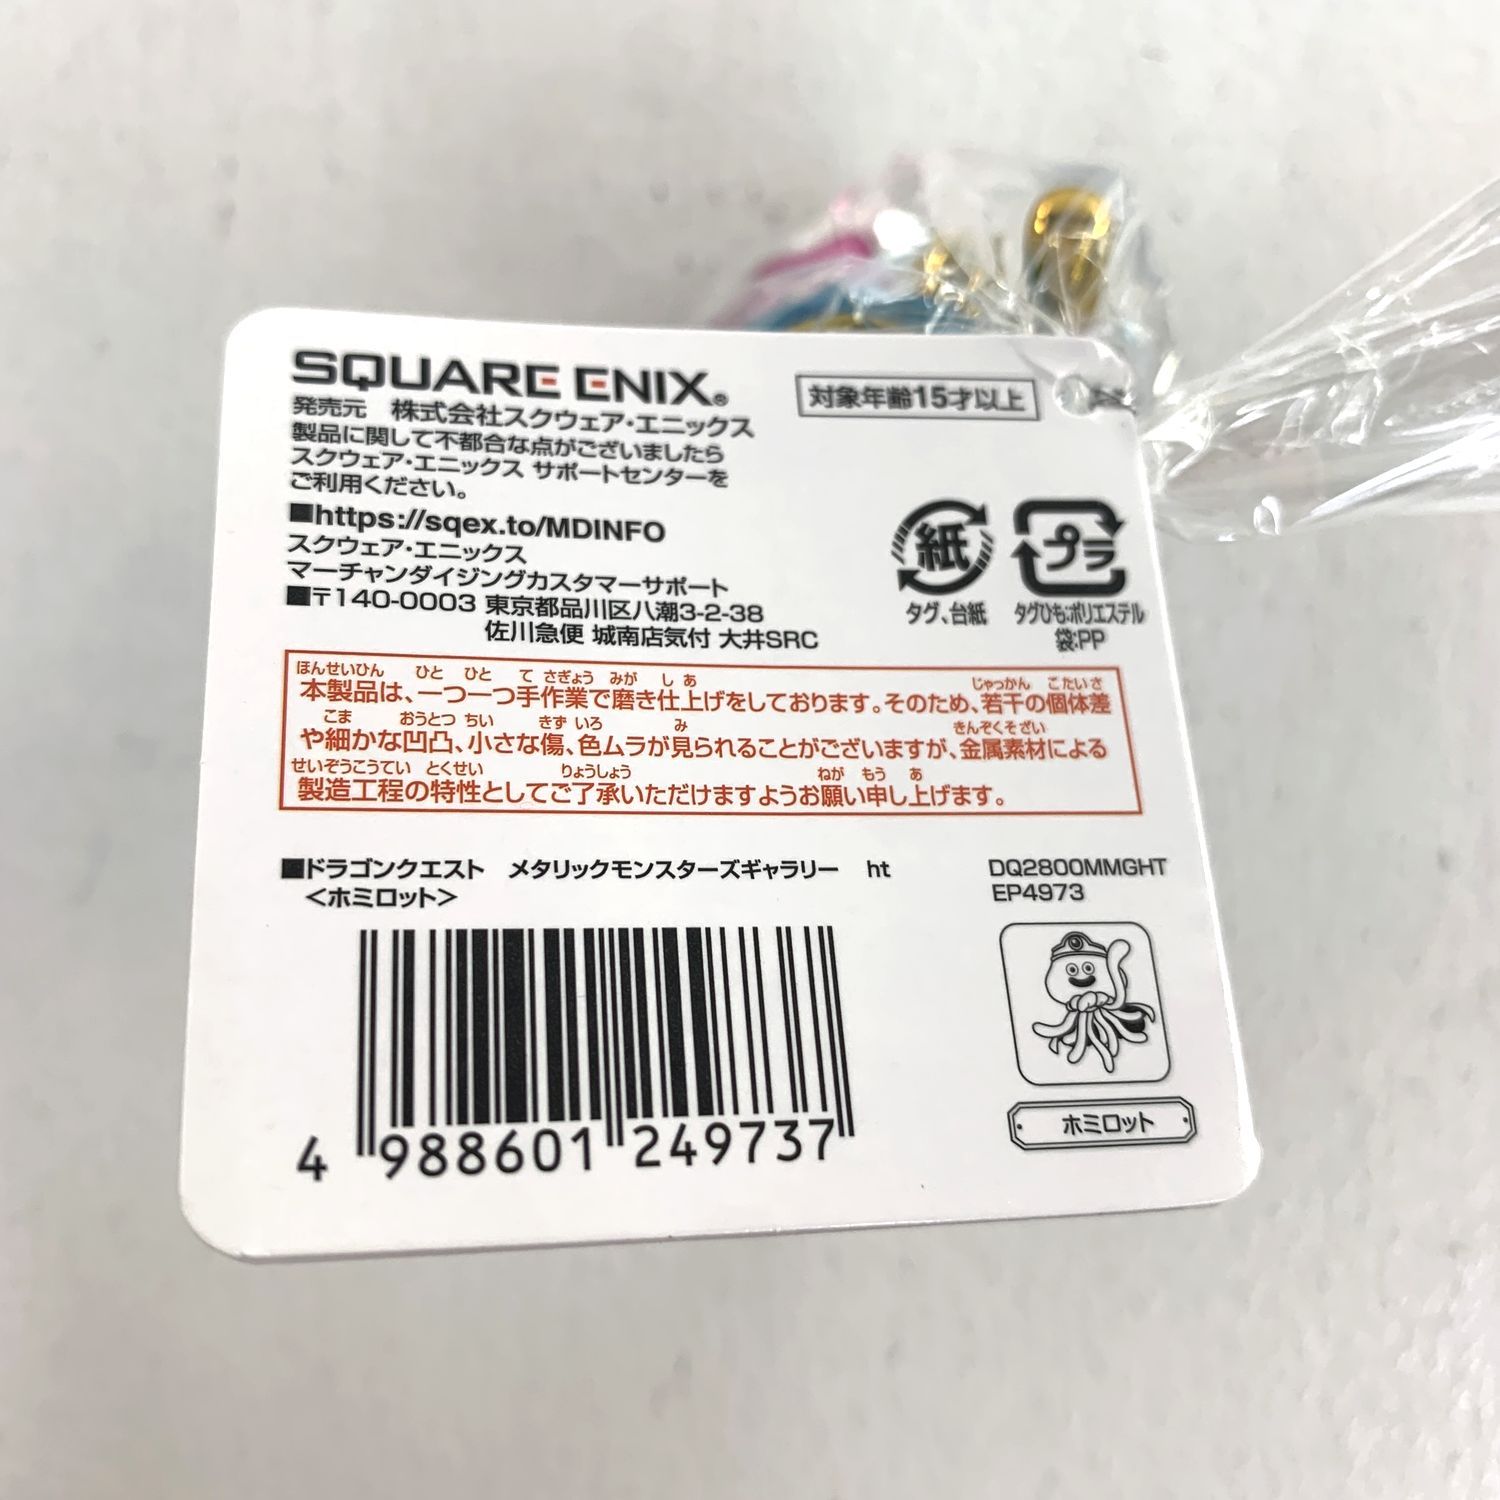 SQUARE ENIX®
対象年齢15才以上
発売元　株式会社スクウェア・エニックス
製品に関して不都合な点がございましたら
スクウェア・エニックス サポートセンターを
ご利用ください。
■https://sqex.to/MDINFO
スクウェア・エニックス
マーチャンダイジングカスタマーサポート
■〒140-0003 東京都品川区八潮3-2-38
佐川急便 城南店気付 大井SRC
紙
タグ、台紙
プラ
タグひも:ポリエステル
袋:PP
ほんせいひん ひと ひと て さぎょう みが し あ じゃっかん こたいさ
本製品は、一つ一つ手作業で磨き仕上げをしております。そのため、若干の個体差
こま おうとつ ちい きず いろ み きんぞくそざい
や細かな凹凸、小さな傷、色ムラが見られることがございますが、金属素材による
せいぞうこうてい とくせい りょうしょう ねが もう あ
製造工程の特性としてご了承いただけますようお願い申し上げます。
■ドラゴンクエスト　メタリックモンスターズギャラリー　ht
＜ホミロット＞
DQ2800MMGHT
EP4973
4 988601 249737
ホミロット